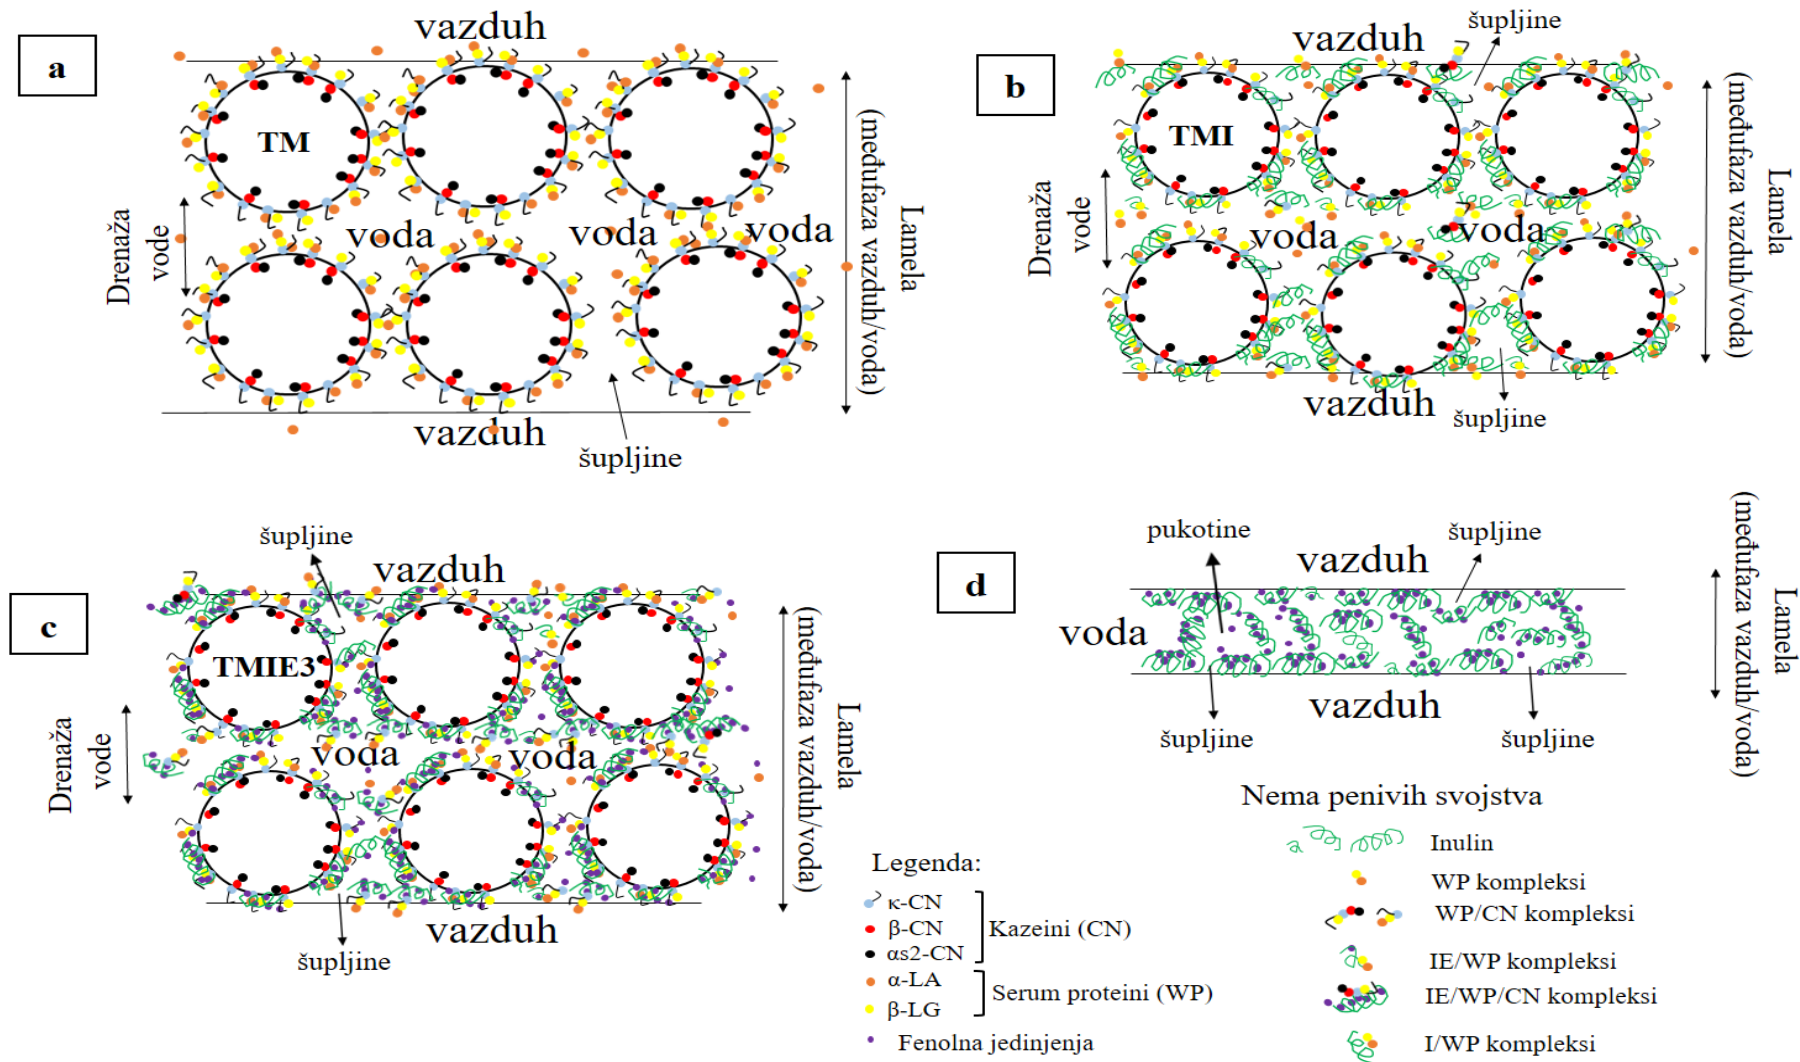 a
vazduh
TM
Drenaža
vode
voda
voda
voda
Lamela
(međufaza vazduh/voda)
vazduh
šupljine
b
vazduh
šupljine
TMI
Drenaža
vode
voda
voda
Lamela
(međufaza vazduh/voda)
vazduh
šupljine
c
šupljine
vazduh
TMIE3
Drenaža
vode
voda
voda
Lamela
(međufaza vazduh/voda)
vazduh
šupljine
d
pukotine
vazduh
šupljine
voda
vazduh
šupljine
šupljine
Lamela
(međufaza vazduh/voda)
Nema penivih svojstva
Legenda:
κ-CN
β-CN
αs2-CN
Kazeini (CN)
α-LA
β-LG
Serum proteini (WP)
Fenolna jedinjenja
Inulin
WP kompleksi
WP/CN kompleksi
IE/WP kompleksi
IE/WP/CN kompleksi
I/WP kompleksi